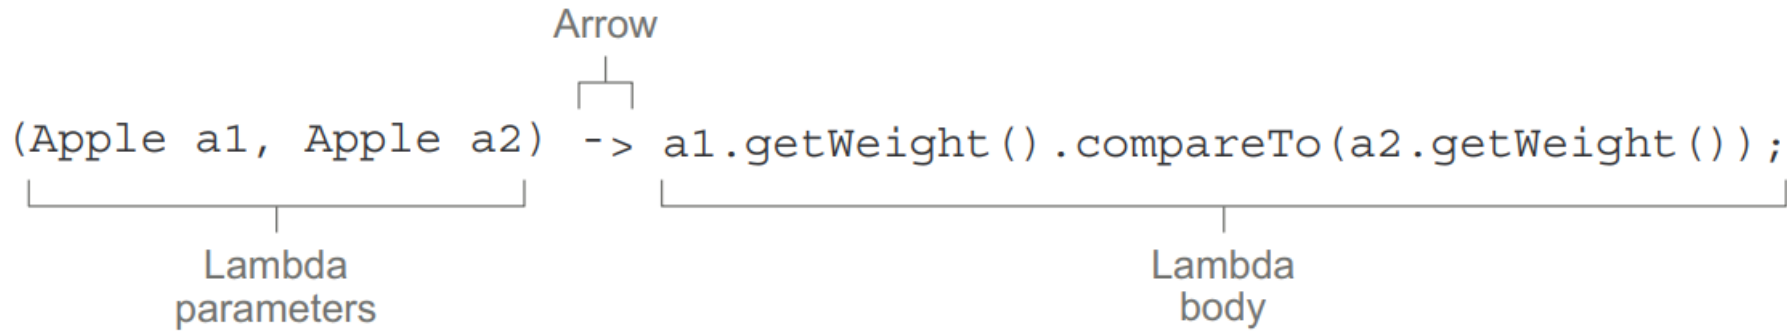 Arrow
(Apple a1, Apple a2) -> a1.getWeight().compareTo(a2.getWeight());
Lambda
parameters
Lambda
body